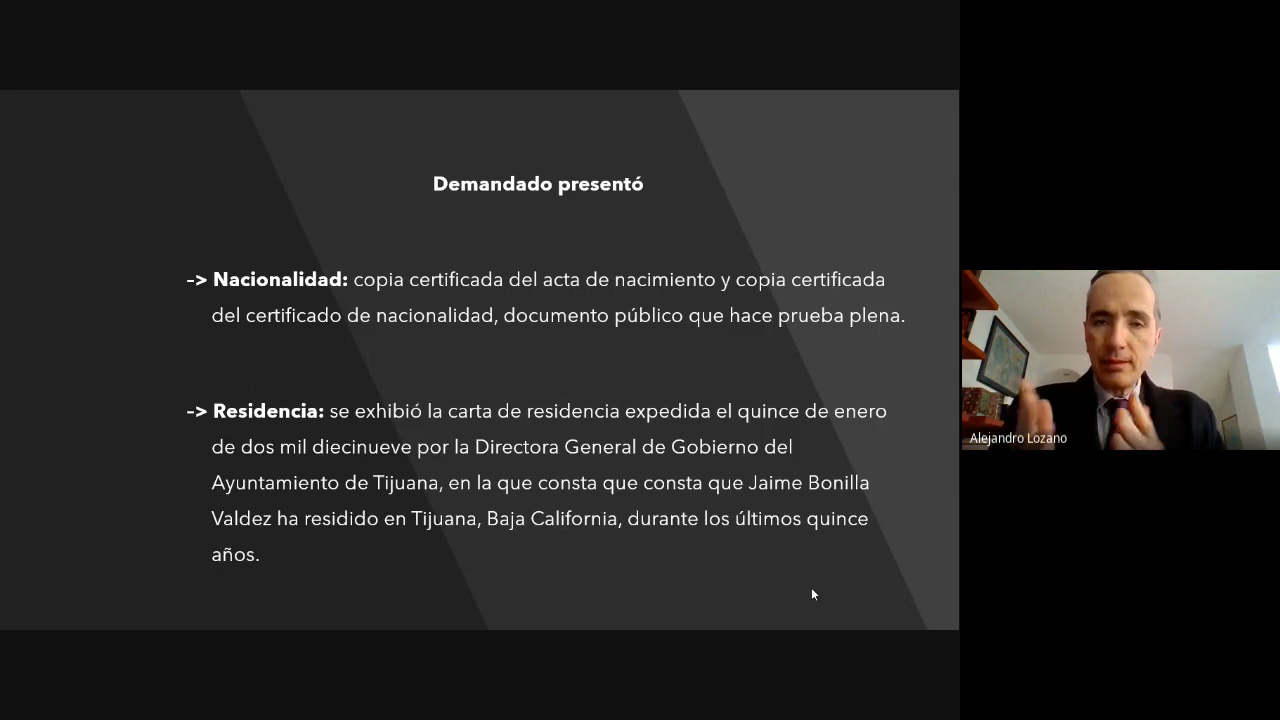 Demandado presentó
–> Nacionalidad: copia certificada del acta de nacimiento y copia certificada
del certificado de nacionalidad, documento público que hace prueba plena.
–> Residencia: se exhibió la carta de residencia expedida el quince de enero
de dos mil diecinueve por la Directora General de Gobierno del
Ayuntamiento de Tijuana, en la que consta que consta que Jaime Bonilla
Valdez ha residido en Tijuana, Baja California, durante los últimos quince
años.
Alejandro Lozano